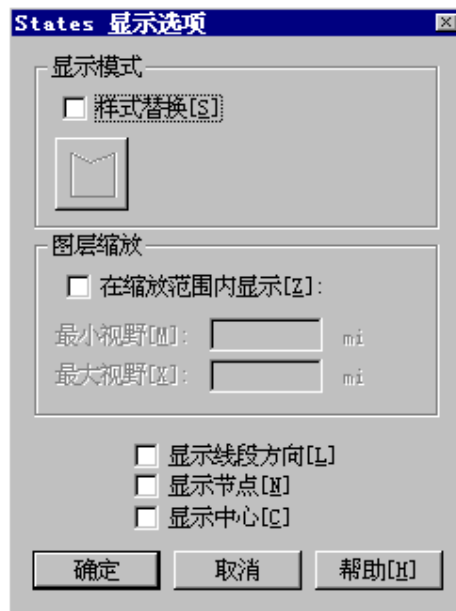 States 显示选项
显示模式
样式替换[S]
图层缩放
在缩放范围内显示[Z]:
最小视野[M]: mi
最大视野[X]: mi
显示线段方向[L]
显示节点[N]
显示中心[C]
确定 取消 帮助[H]